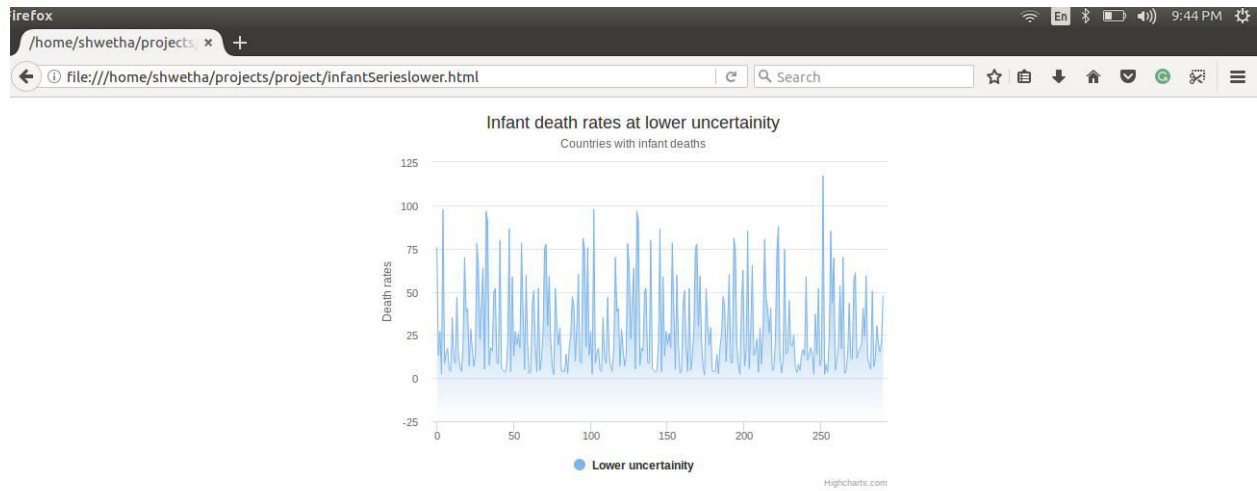 irefox
En
9:44 PM
/home/shwetha/projects/ ×
file:///home/shwetha/projects/project/infantSerieslower.html
Search
Infant death rates at lower uncertainity
Countries with infant deaths
Death rates
125
100
75
50
25
0
-25
0 50 100 150 200 250
Lower uncertainity
Highcharts.com